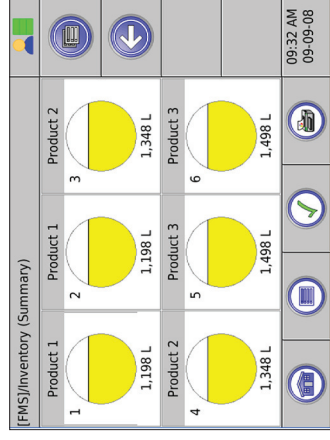 [FMS]/Inventory (Summary)
Product 1
1
1,198 L
Product 1
2
1,198 L
Product 2
3
1,348 L
Product 2
4
1,348 L
Product 3
5
1,498 L
Product 3
6
1,498 L
09:32 AM
09-09-08